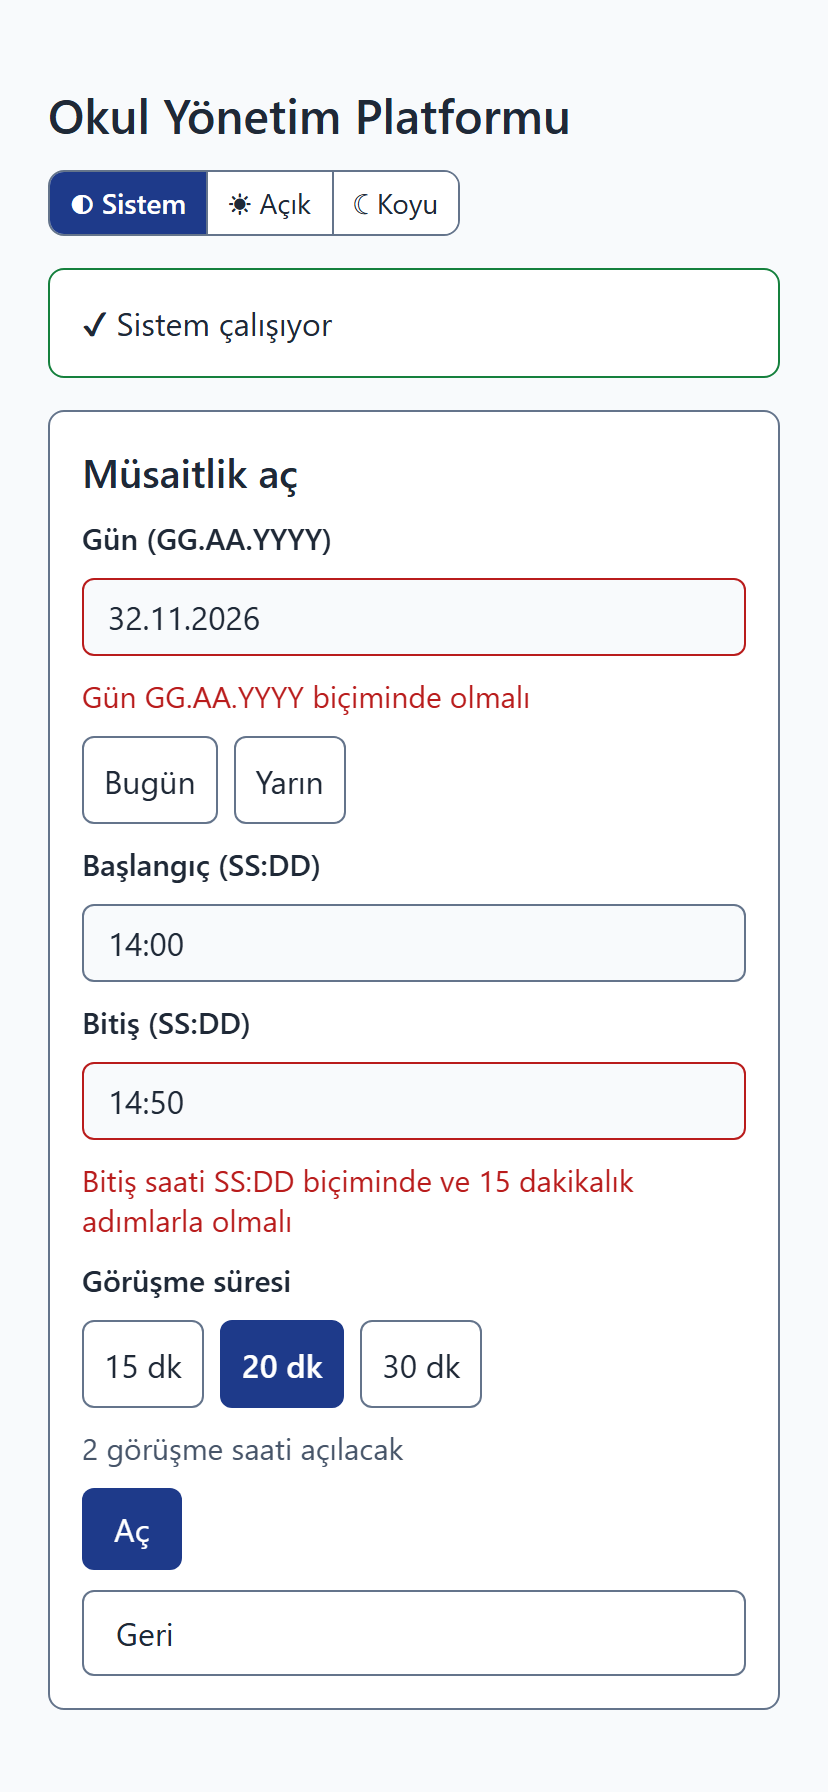 Okul Yönetim Platformu
◐ Sistem
☀ Açık
☾ Koyu
✓ Sistem çalışıyor
Müsaitlik aç
Gün (GG.AA.YYYY)
32.11.2026
Gün GG.AA.YYYY biçiminde olmalı
Bugün
Yarın
Başlangıç (SS:DD)
14:00
Bitiş (SS:DD)
14:50
Bitiş saati SS:DD biçiminde ve 15 dakikalık
adımlarla olmalı
Görüşme süresi
15 dk
20 dk
30 dk
2 görüşme saati açılacak
Aç
Geri